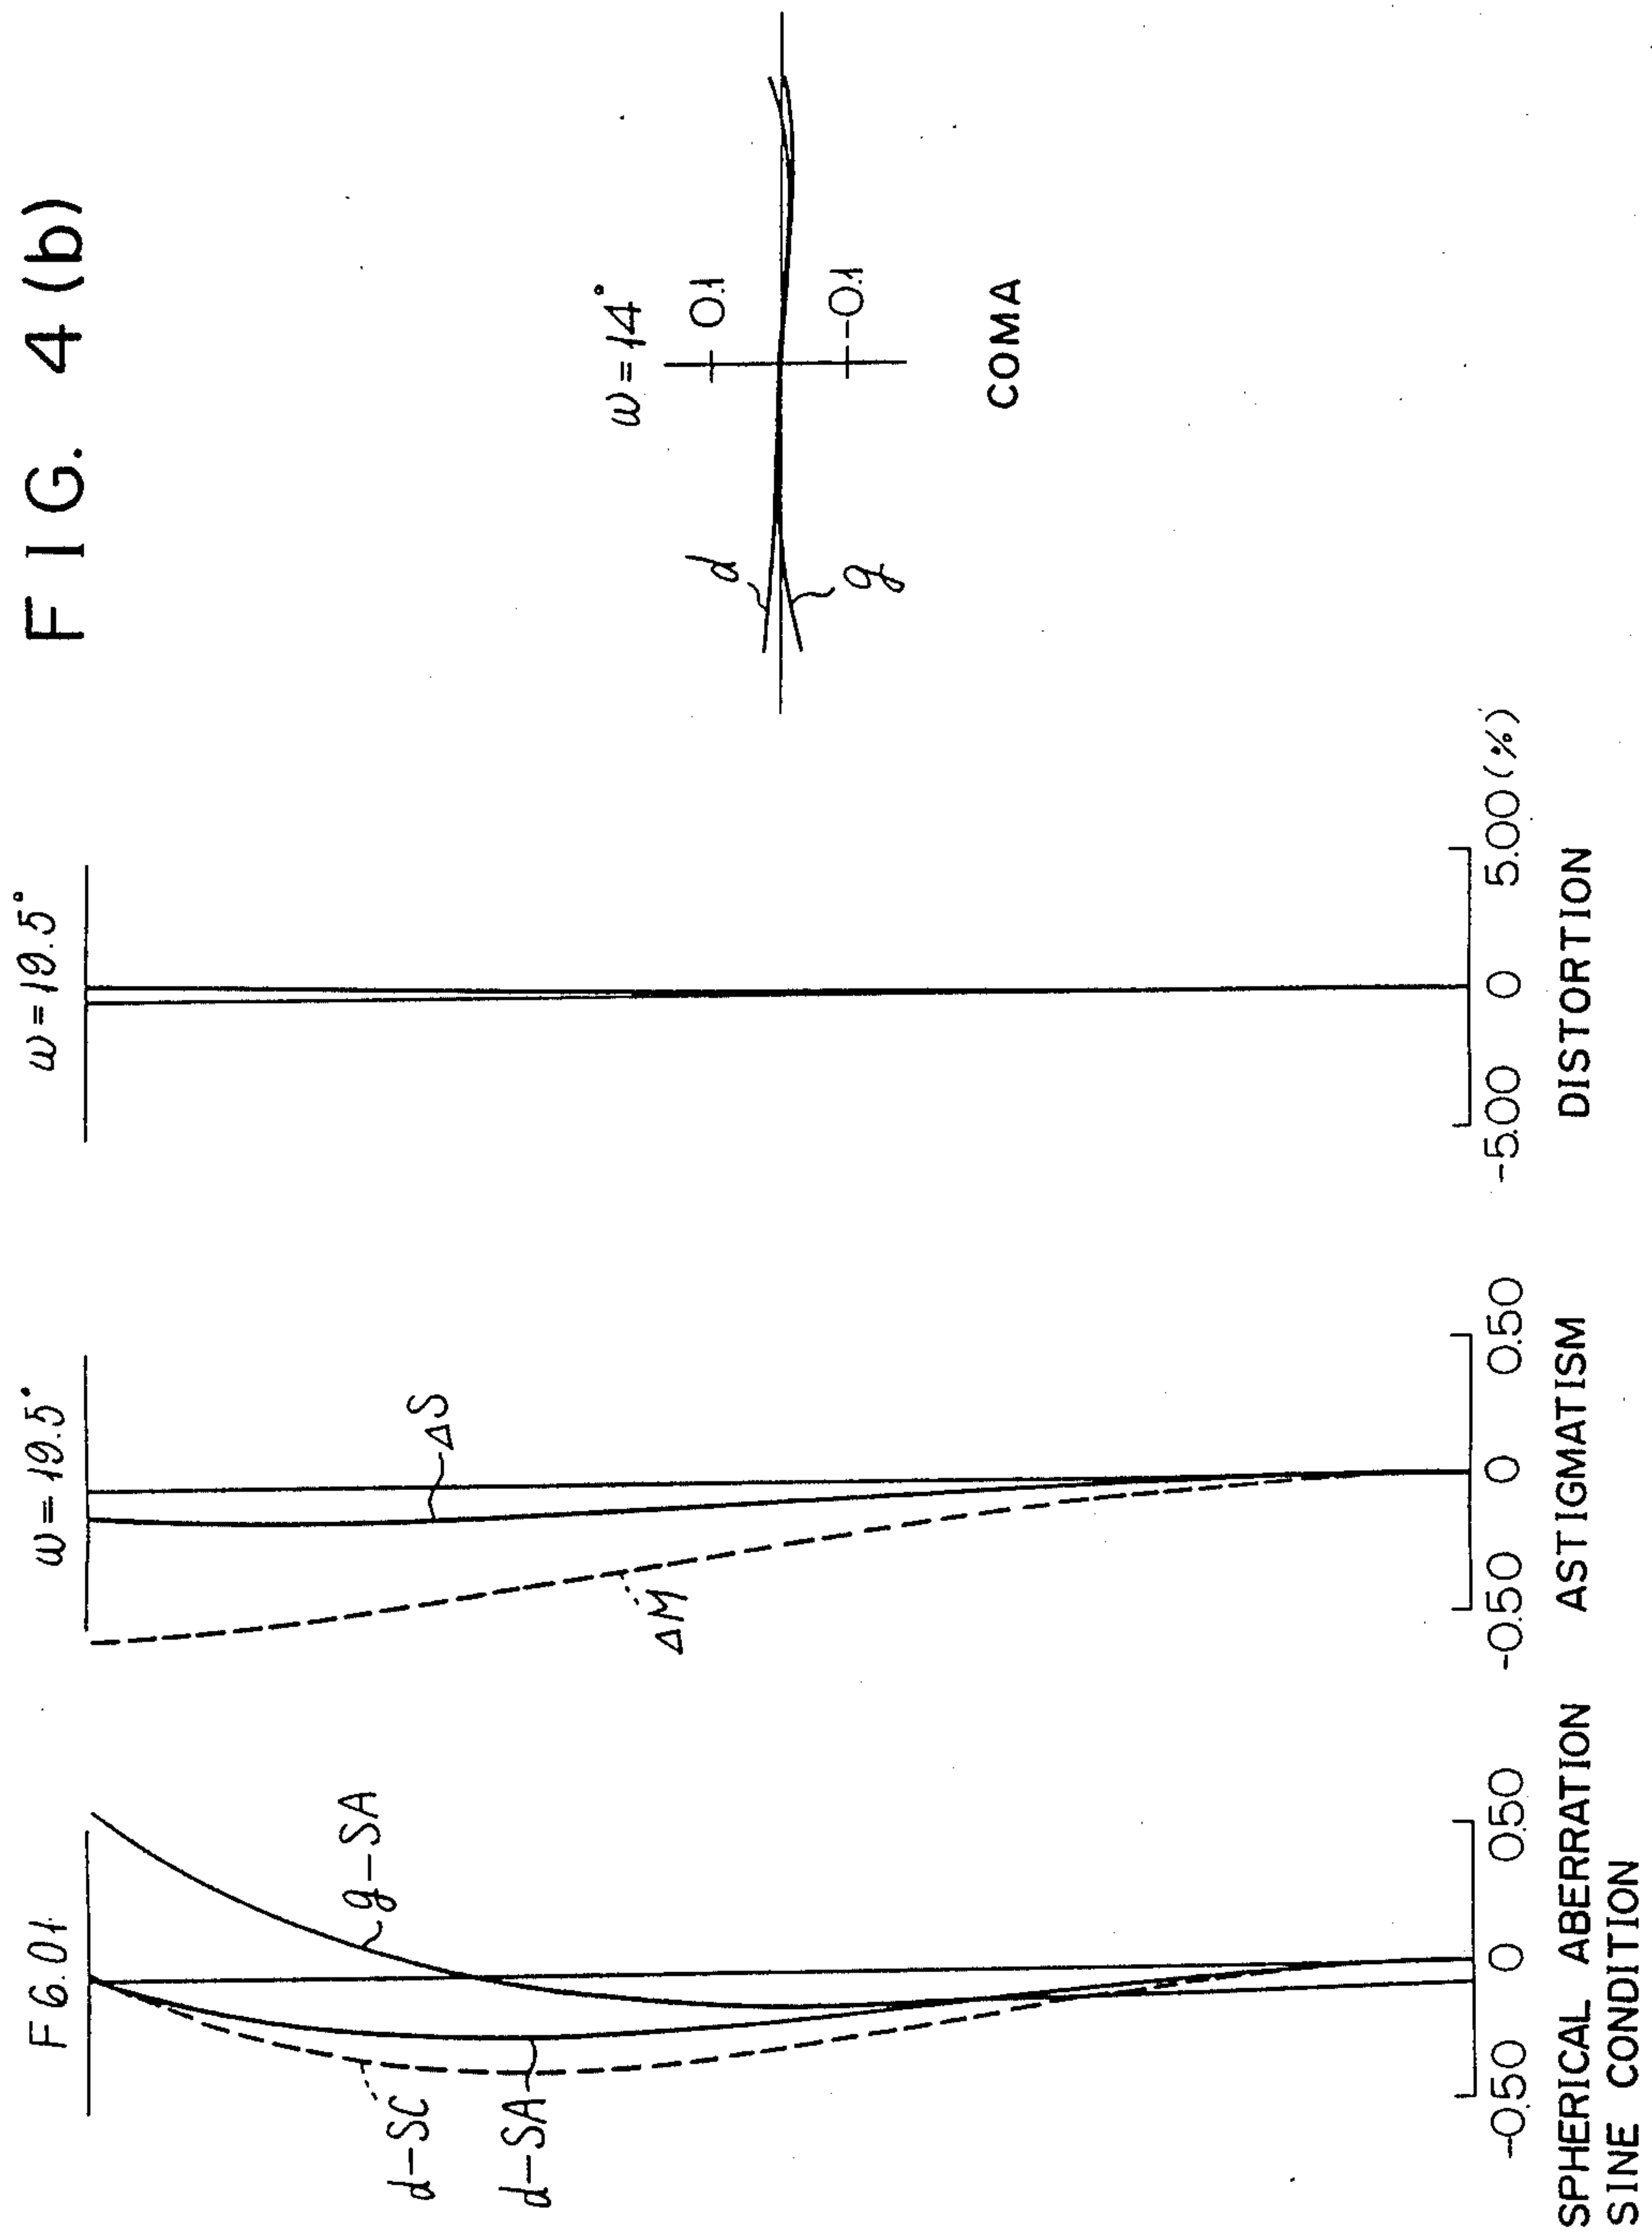 FIG. 4 (b)
F 6.01
g-SA
d-SC
d-SA
-0.50 0 0.50
SPHERICAL ABERRATION
SINE CONDITION
ω=19.5°
ΔS
ΔM
-0.50 0 0.50
ASTIGMATISM
ω=19.5°
-5.00 0 5.00 (%)
DISTORTION
ω=14°
0.1
-0.1
d
g
COMA